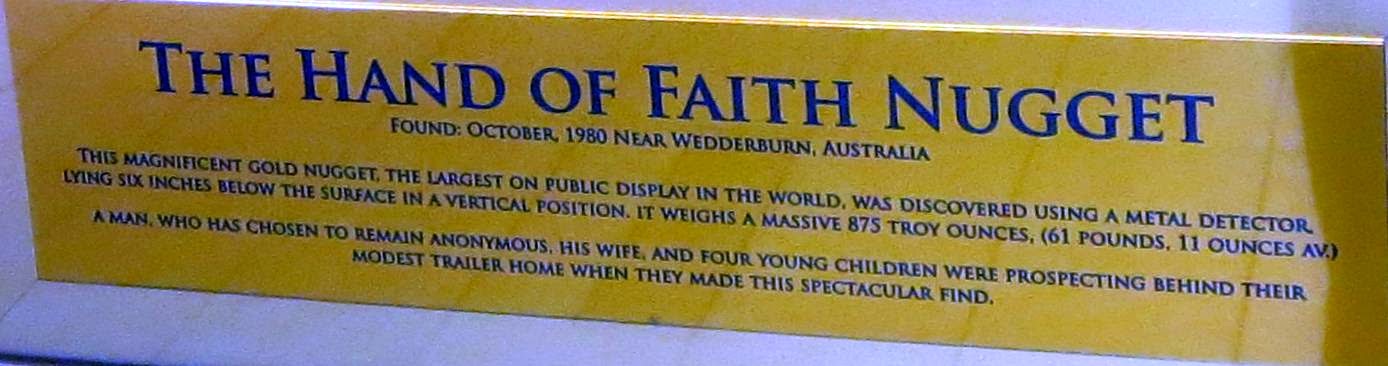 THE HAND OF FAITH NUGGET
FOUND: OCTOBER, 1980 NEAR WEDDERBURN, AUSTRALIA
THIS MAGNIFICENT GOLD NUGGET, THE LARGEST ON PUBLIC DISPLAY IN THE WORLD, WAS DISCOVERED USING A METAL DETECTOR,
LYING SIX INCHES BELOW THE SURFACE IN A VERTICAL POSITION. IT WEIGHS A MASSIVE 875 TROY OUNCES, (61 POUNDS, 11 OUNCES AV.)
A MAN, WHO HAS CHOSEN TO REMAIN ANONYMOUS, HIS WIFE, AND FOUR YOUNG CHILDREN WERE PROSPECTING BEHIND THEIR
MODEST TRAILER HOME WHEN THEY MADE THIS SPECTACULAR FIND.